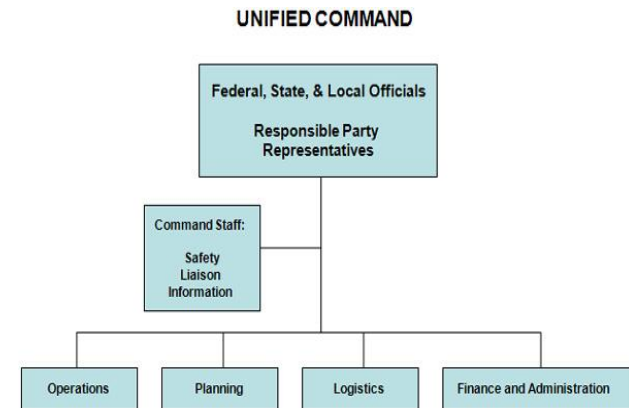 UNIFIED COMMAND
Federal, State, & Local Officials
Responsible Party
Representatives
Command Staff:
Safety
Liaison
Information
Operations
Planning
Logistics
Finance and Administration